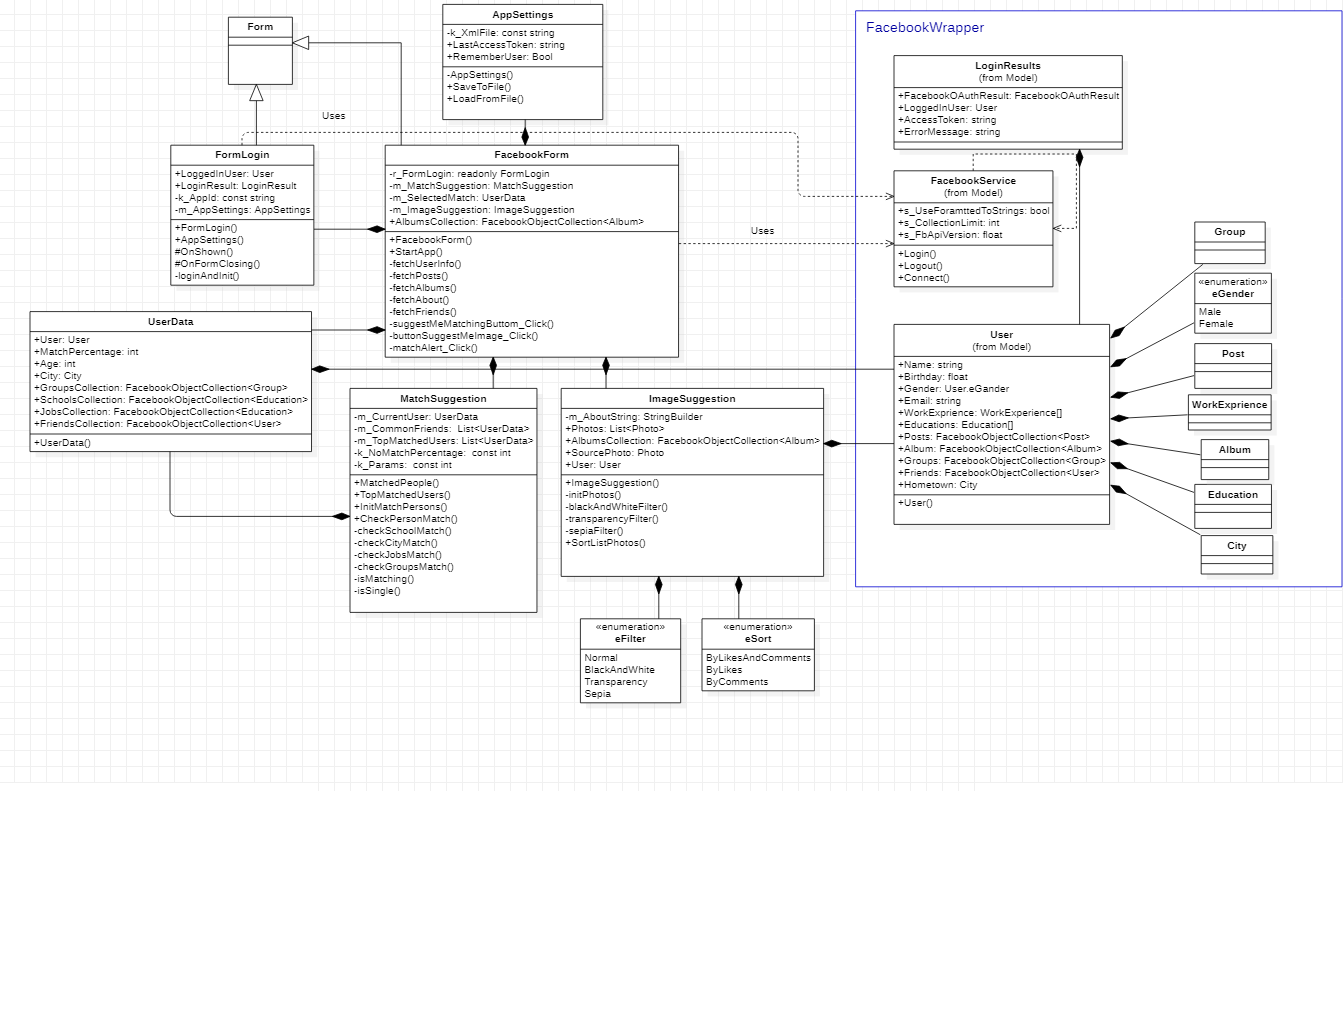 Form
AppSettings
-k_XmlFile: const string
+LastAccessToken: string
+RememberUser: Bool
-AppSettings()
+SaveToFile()
+LoadFromFile()
FacebookWrapper
LoginResults
(from Model)
+FacebookOAuthResult: FacebookOAuthResult
+LoggedInUser: User
+AccessToken: string
+ErrorMessage: string
Uses
FormLogin
+LoggedInUser: User
+LoginResult: LoginResult
-k_AppId: const string
-m_AppSettings: AppSettings
+FormLogin()
+AppSettings()
#OnShown()
#OnFormClosing()
-loginAndInit()
FacebookForm
-r_FormLogin: readonly FormLogin
-m_MatchSuggestion: MatchSuggestion
-m_SelectedMatch: UserData
-m_ImageSuggestion: ImageSuggestion
+AlbumsCollection: FacebookObjectCollection<Album>
+FacebookForm()
+StartApp()
-fetchUserInfo()
-fetchPosts()
-fetchAlbums()
-fetchAbout()
-fetchFriends()
-suggestMeMatchingButtom_Click()
-buttonSuggestMeImage_Click()
-matchAlert_Click()
Uses
FacebookService
(from Model)
+s_UseForamttedToStrings: bool
+s_CollectionLimit: int
+s_FbApiVersion: float
+Login()
+Logout()
+Connect()
Group
«enumeration»
eGender
Male
Female
Post
WorkExprience
Album
Education
City
UserData
+User: User
+MatchPercentage: int
+Age: int
+City: City
+GroupsCollection: FacebookObjectCollection<Group>
+SchoolsCollection: FacebookObjectCollection<Education>
+JobsCollection: FacebookObjectCollection<Education>
+FriendsCollection: FacebookObjectCollection<User>
+UserData()
User
(from Model)
+Name: string
+Birthday: float
+Gender: User.eGander
+Email: string
+WorkExprience: WorkExperience[]
+Educations: Education[]
+Posts: FacebookObjectCollection<Post>
+Album: FacebookObjectCollection<Album>
+Groups: FacebookObjectCollection<Group>
+Friends: FacebookObjectCollection<User>
+Hometown: City
+User()
MatchSuggestion
-m_CurrentUser: UserData
-m_CommonFriends: List<UserData>
-m_TopMatchedUsers: List<UserData>
-k_NoMatchPercentage: const int
-k_Params: const int
+MatchedPeople()
+TopMatchedUsers()
+InitMatchPersons()
+CheckPersonMatch()
-checkSchoolMatch()
-checkCityMatch()
-checkJobsMatch()
-checkGroupsMatch()
-isMatching()
-isSingle()
ImageSuggestion
-m_AboutString: StringBuilder
+Photos: List<Photo>
+AlbumsCollection: FacebookObjectCollection<Album>
+SourcePhoto: Photo
+User: User
+ImageSuggestion()
-initPhotos()
-blackAndWhiteFilter()
-transparencyFilter()
-sepiaFilter()
+SortListPhotos()
«enumeration»
eFilter
Normal
BlackAndWhite
Transparency
Sepia
«enumeration»
eSort
ByLikesAndComments
ByLikes
ByComments